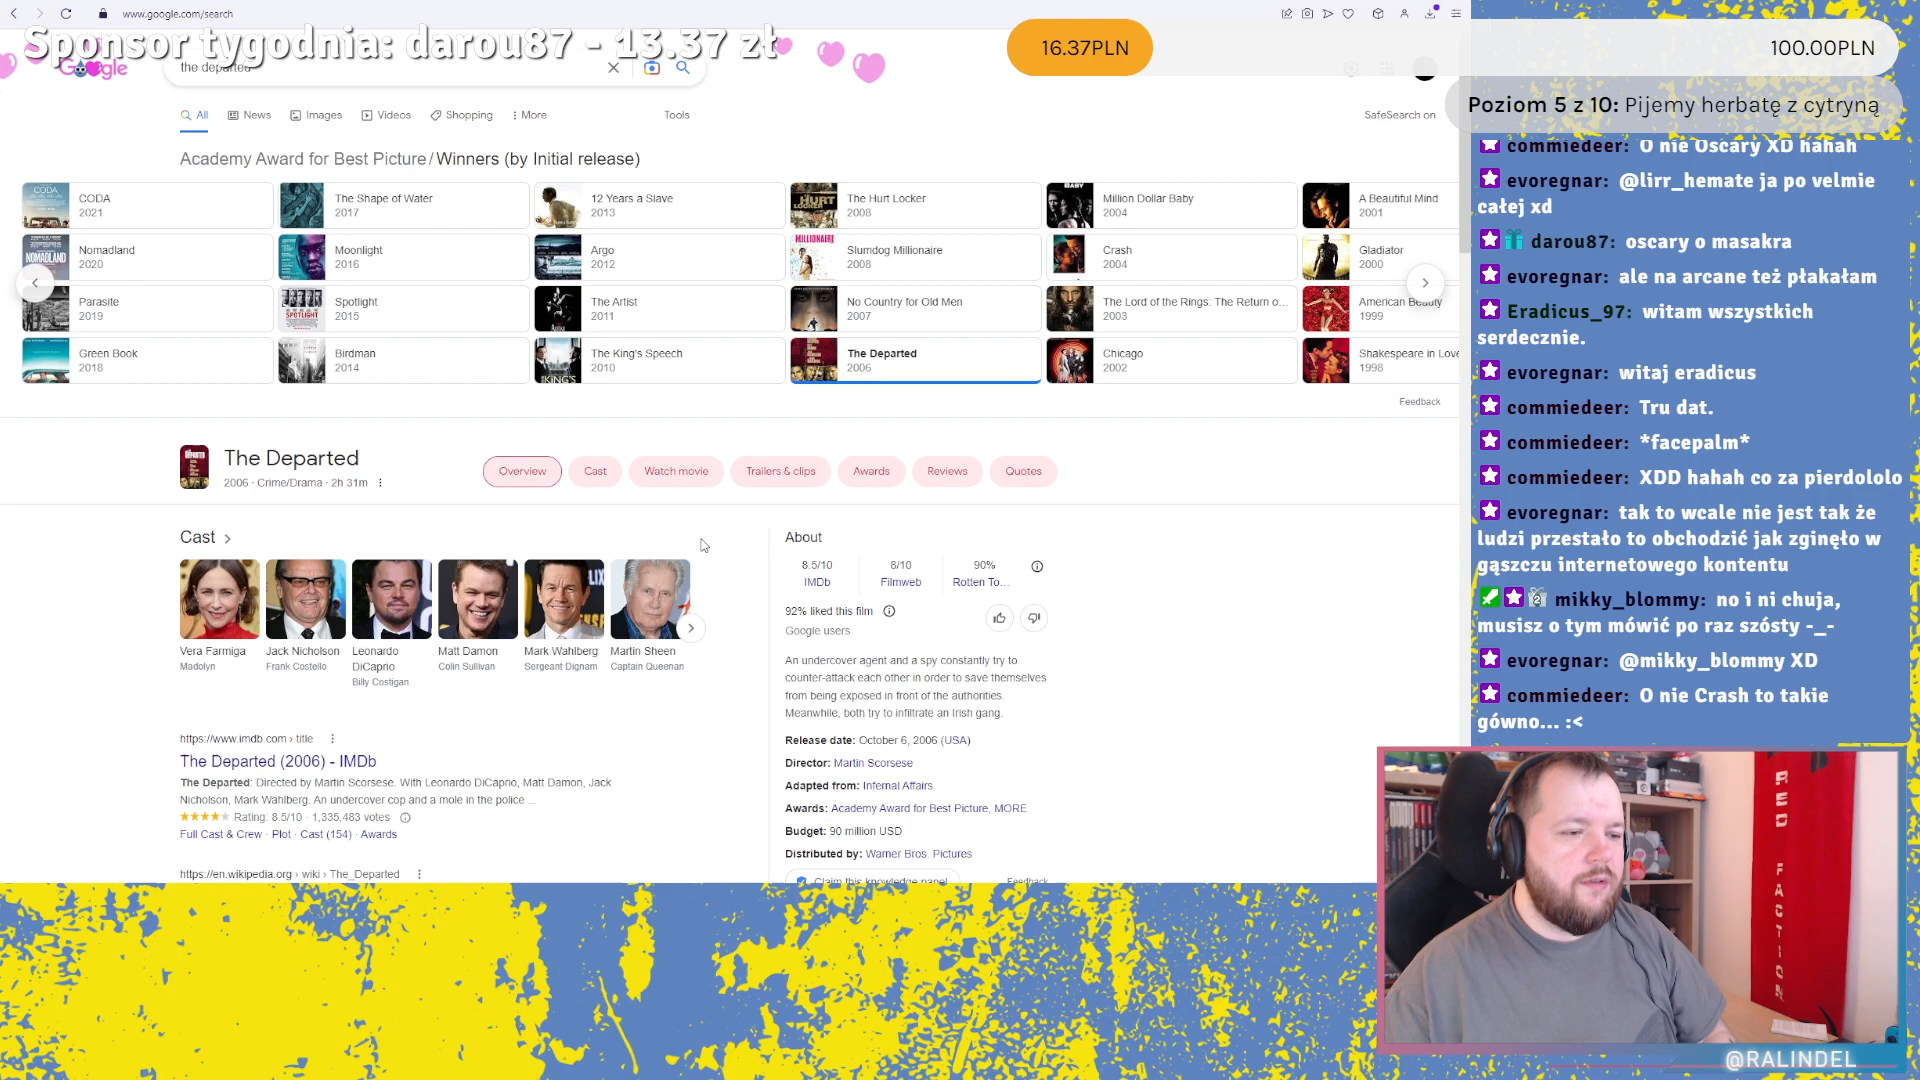 www.google.com/search
Sponsor tygodnia: darou87 - 13.37 zł
Google
the departed
16.37PLN
100.00PLN
Poziom 5 z 10: Pijemy herbatę z cytryną
All
News
Images
Videos
Shopping
More
Tools
SafeSearch on
Academy Award for Best Picture / Winners (by Initial release)
CODA
2021
The Shape of Water
2017
12 Years a Slave
2013
The Hurt Locker
2008
Million Dollar Baby
2004
A Beautiful Mind
2001
Nomadland
2020
Moonlight
2016
Argo
2012
Slumdog Millionaire
2008
Crash
2004
Gladiator
2000
Parasite
2019
Spotlight
2015
The Artist
2011
No Country for Old Men
2007
The Lord of the Rings: The Return o...
2003
American Beauty
1999
Green Book
2018
Birdman
2014
The King's Speech
2010
The Departed
2006
Chicago
2002
Shakespeare in Love
1998
Feedback
The Departed
2006 · Crime/Drama · 2h 31m
Overview
Cast
Watch movie
Trailers & clips
Awards
Reviews
Quotes
Cast
Vera Farmiga
Madolyn
Jack Nicholson
Frank Costello
Leonardo
DiCaprio
Billy Costigan
Matt Damon
Colin Sullivan
Mark Wahlberg
Sergeant Dignam
Martin Sheen
Captain Queenan
https://www.imdb.com › title
The Departed (2006) - IMDb
The Departed: Directed by Martin Scorsese. With Leonardo DiCaprio, Matt Damon, Jack
Nicholson, Mark Wahlberg. An undercover cop and a mole in the police ...
Rating: 8.5/10 · 1,335,483 votes
Full Cast & Crew · Plot · Cast (154) · Awards
https://en.wikipedia.org › wiki › The_Departed
About
8.5/10
IMDb
8/10
Filmweb
90%
Rotten To...
92% liked this film
Google users
An undercover agent and a spy constantly try to
counter-attack each other in order to save themselves
from being exposed in front of the authorities.
Meanwhile, both try to infiltrate an Irish gang.
Release date: October 6, 2006 (USA)
Director: Martin Scorsese
Adapted from: Infernal Affairs
Awards: Academy Award for Best Picture, MORE
Budget: 90 million USD
Distributed by: Warner Bros. Pictures
Claim this knowledge panel
Feedback
commiedeer: O nie Oscary XD hahah
evoregnar: @lirr_hemate ja po velmie
całej xd
darou87: oscary o masakra
evoregnar: ale na arcane też płakałam
Eradicus_97: witam wszystkich
serdecznie.
evoregnar: witaj eradicus
commiedeer: Tru dat.
commiedeer: *facepalm*
commiedeer: XDD hahah co za pierdololo
evoregnar: tak to wcale nie jest tak że
ludzi przestało to obchodzić jak zginęło w
gąszczu internetowego kontentu
mikky_blommy: no i ni chuja,
musisz o tym mówić po raz szósty -_-
evoregnar: @mikky_blommy XD
commiedeer: O nie Crash to takie
gówno... :<
RED FACTION
@RALINDEL